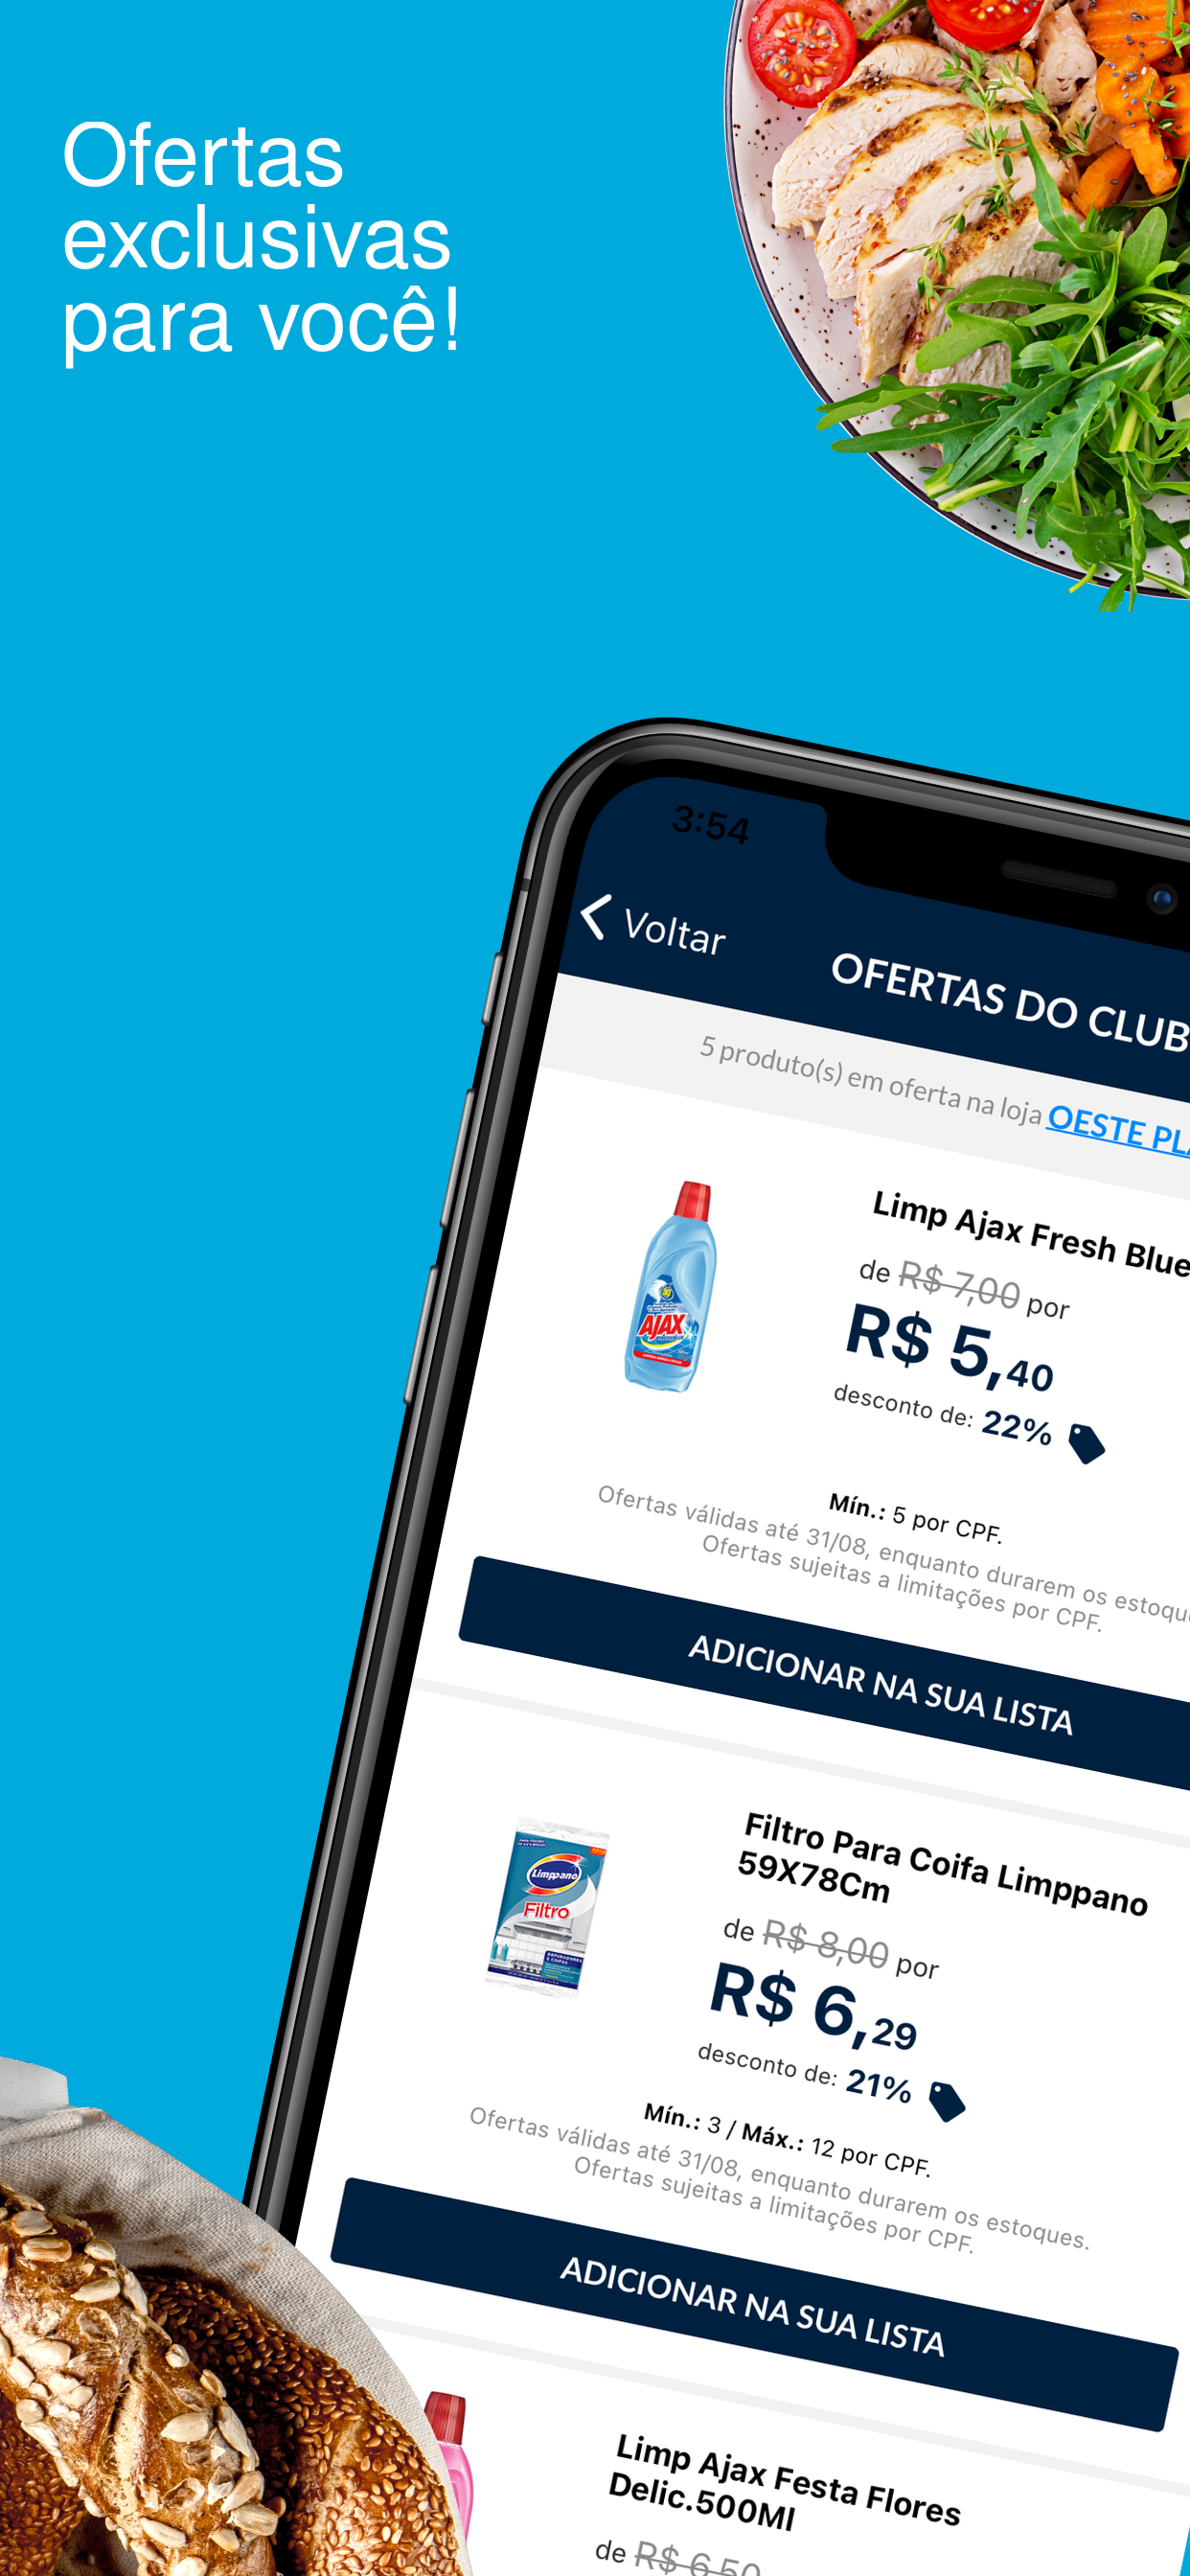 Ofertas
exclusivas
para você!
3:54
Voltar
OFERTAS DO CLUB
5 produto(s) em oferta na loja OESTE PL
Limp Ajax Fresh Blue
de R$ 7,00 por
R$ 5,40
desconto de: 22%
Mín.: 5 por CPF.
Ofertas válidas até 31/08, enquanto durarem os estoqu
Ofertas sujeitas a limitações por CPF.
AJAX
ADICIONAR NA SUA LISTA
Filtro Para Coifa Limppano
59X78Cm
Limppano
Filtro
de R$ 8,00 por
R$ 6,29
desconto de: 21%
Mín.: 3 / Máx.: 12 por CPF.
Ofertas válidas até 31/08, enquanto durarem os estoques.
Ofertas sujeitas a limitações por CPF.
ADICIONAR NA SUA LISTA
Limp Ajax Festa Flores
Delic.500Ml
de R$ 6,50